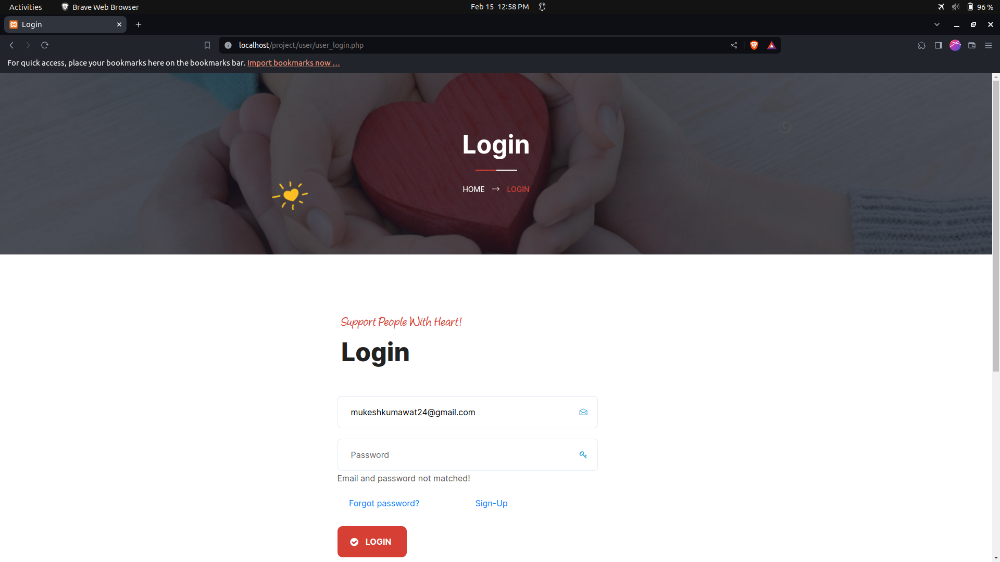 Activities
Brave Web Browser
Feb 15 12:58 PM
96 %
Login
localhost/project/user/user_login.php
For quick access, place your bookmarks here on the bookmarks bar. Import bookmarks now …
Login
HOME → LOGIN
Support People With Heart!
Login
mukeshkumawat24@gmail.com
Password
Email and password not matched!
Forgot password?
Sign-Up
LOGIN